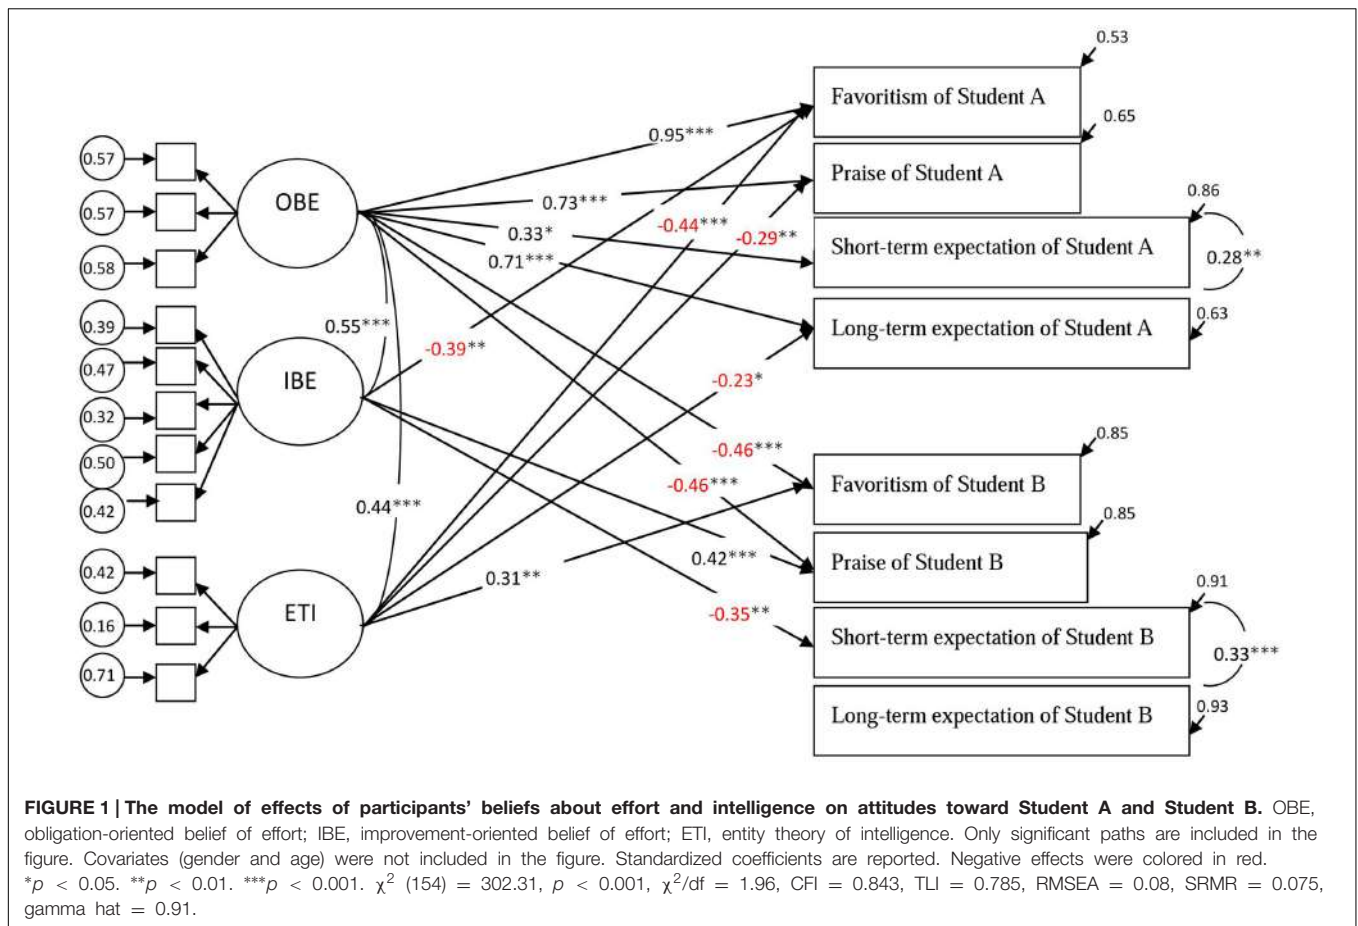 0.53
Favoritism of Student A
0.95***
0.65
0.57
Praise of Student A
OBE
0.73***
0.86
0.57
-0.44***
0.33*
-0.29**
Short-term expectation of Student A
0.28**
0.71***
0.58
0.63
0.39
0.55***
Long-term expectation of Student A
-0.39**
0.47
IBE
-0.23*
0.32
0.85
-0.46***
0.50
-0.46***
Favoritism of Student B
0.42
0.44***
0.85
0.42***
Praise of Student B
0.42
0.31**
0.91
ETI
-0.35**
0.16
Short-term expectation of Student B
0.33***
0.71
0.93
Long-term expectation of Student B
FIGURE 1 | The model of effects of participants' beliefs about effort and intelligence on attitudes toward Student A and Student B. OBE,
obligation-oriented belief of effort; IBE, improvement-oriented belief of effort; ETI, entity theory of intelligence. Only significant paths are included in the
figure. Covariates (gender and age) were not included in the figure. Standardized coefficients are reported. Negative effects were colored in red.
*p < 0.05. **p < 0.01. ***p < 0.001. χ² (154) = 302.31, p < 0.001, χ²/df = 1.96, CFI = 0.843, TLI = 0.785, RMSEA = 0.08, SRMR = 0.075,
gamma hat = 0.91.